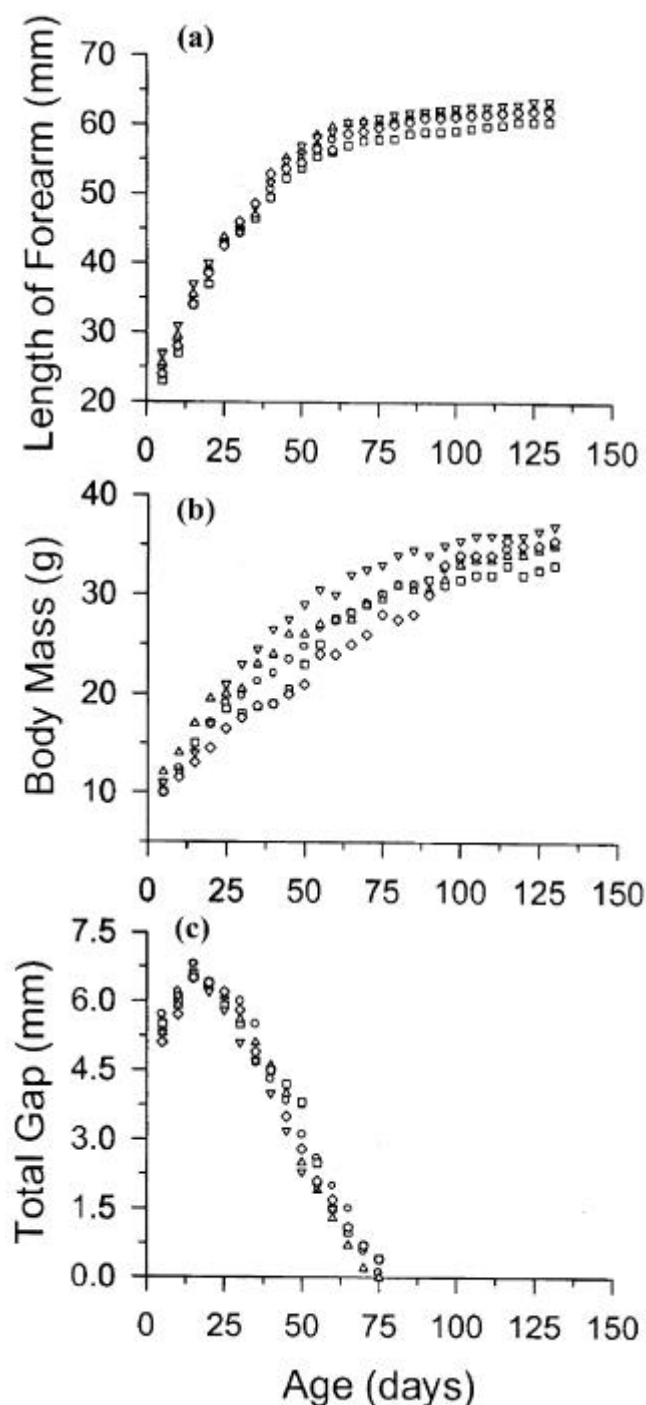 (a)
Length of Forearm (mm)
70
60
50
40
30
20
0 25 50 75 100 125 150
(b)
Body Mass (g)
40
30
20
10
0 25 50 75 100 125 150
(c)
Total Gap (mm)
7.5
6.0
4.5
3.0
1.5
0.0
0 25 50 75 100 125 150
Age (days)